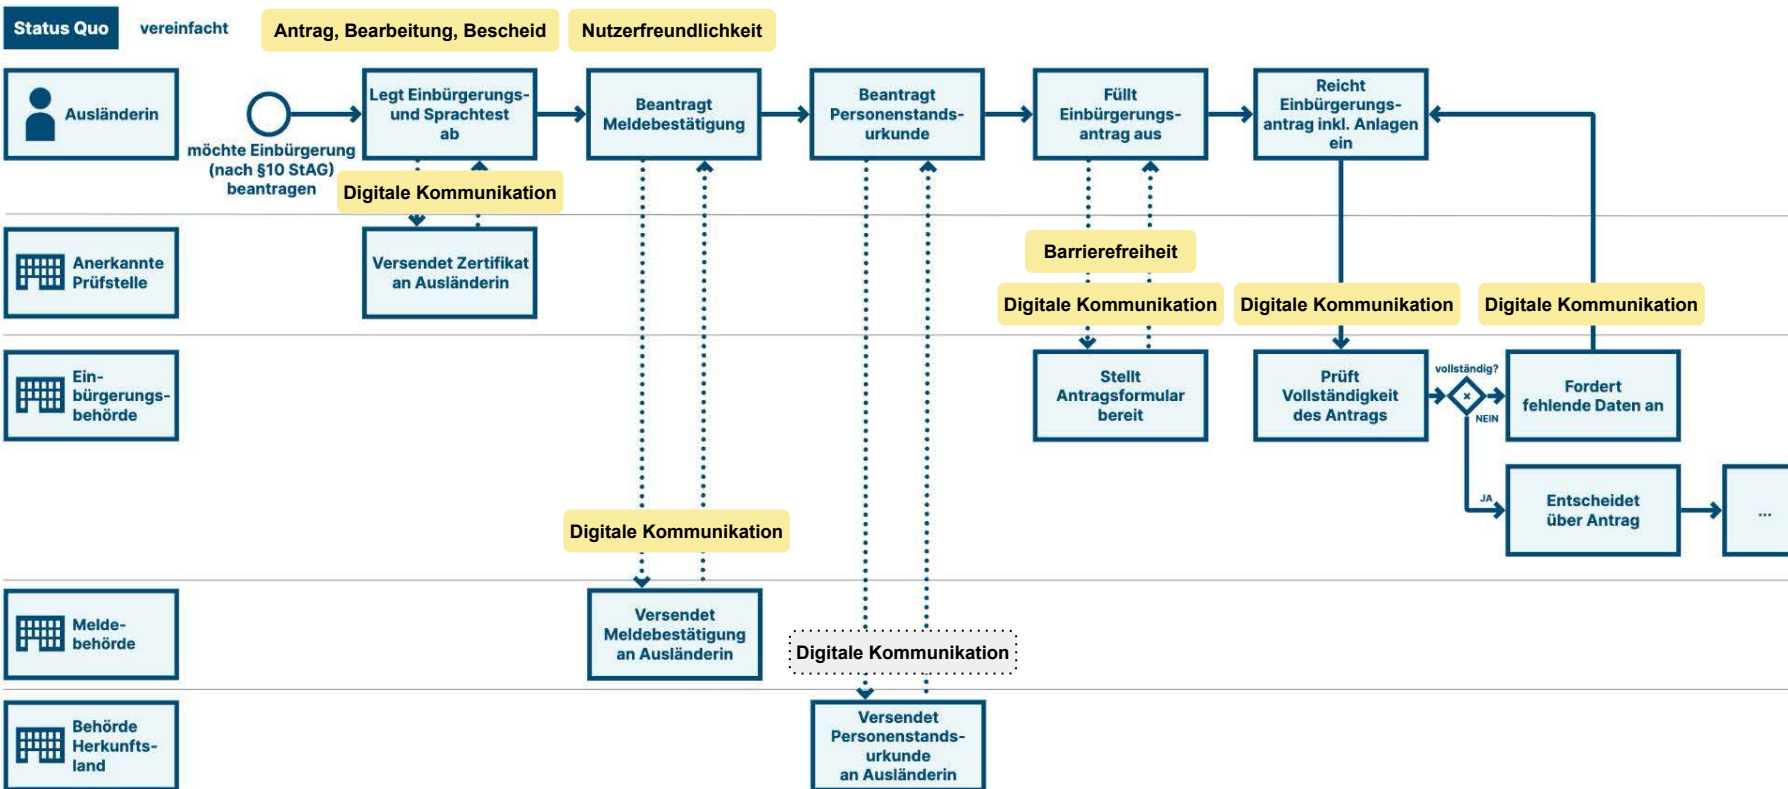 Status Quo
vereinfacht
Antrag, Bearbeitung, Bescheid
Nutzerfreundlichkeit
Ausländerin
möchte Einbürgerung
(nach §10 StAG)
beantragen
Legt Einbürgerungs-
und Sprachtest
ab
Beantragt
Meldebestätigung
Beantragt
Personenstands-
urkunde
Füllt
Einbürgerungs-
antrag aus
Reicht
Einbürgerungs-
antrag inkl. Anlagen
ein
Digitale Kommunikation
Anerkannte
Prüfstelle
Versendet Zertifikat
an Ausländerin
Barrierefreiheit
Digitale Kommunikation
Digitale Kommunikation
Digitale Kommunikation
Ein-
bürgerungs-
behörde
Stellt
Antragsformular
bereit
Prüft
Vollständigkeit
des Antrags
vollständig?
NEIN
Fordert
fehlende Daten an
JA
Entscheidet
über Antrag
...
Digitale Kommunikation
Melde-
behörde
Versendet
Meldebestätigung
an Ausländerin
Digitale Kommunikation
Behörde
Herkunfts-
land
Versendet
Personenstands-
urkunde
an Ausländerin